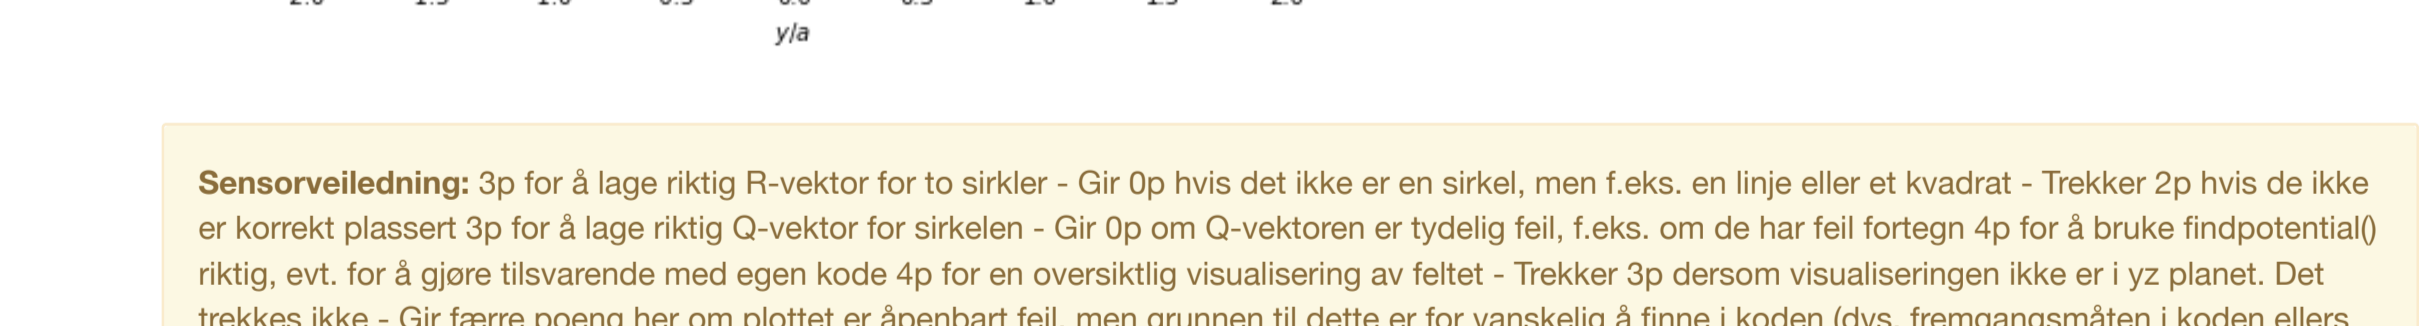 y/a
Sensorveiledning: 3p for å lage riktig R-vektor for to sirkler - Gir 0p hvis det ikke er en sirkel, men f.eks. en linje eller et kvadrat - Trekker 2p hvis de ikke
er korrekt plassert 3p for å lage riktig Q-vektor for sirkelen - Gir 0p om Q-vektoren er tydelig feil, f.eks. om de har feil fortegn 4p for å bruke findpotential()
riktig, evt. for å gjøre tilsvarende med egen kode 4p for en oversiktlig visualisering av feltet - Trekker 3p dersom visualiseringen ikke er i yz planet. Det
trekkes ikke - Gir færre poeng her om plottet er åpenbart feil, men grunnen til dette er for vanskelig å finne i koden (dvs. fremgangsmåten i koden ellers